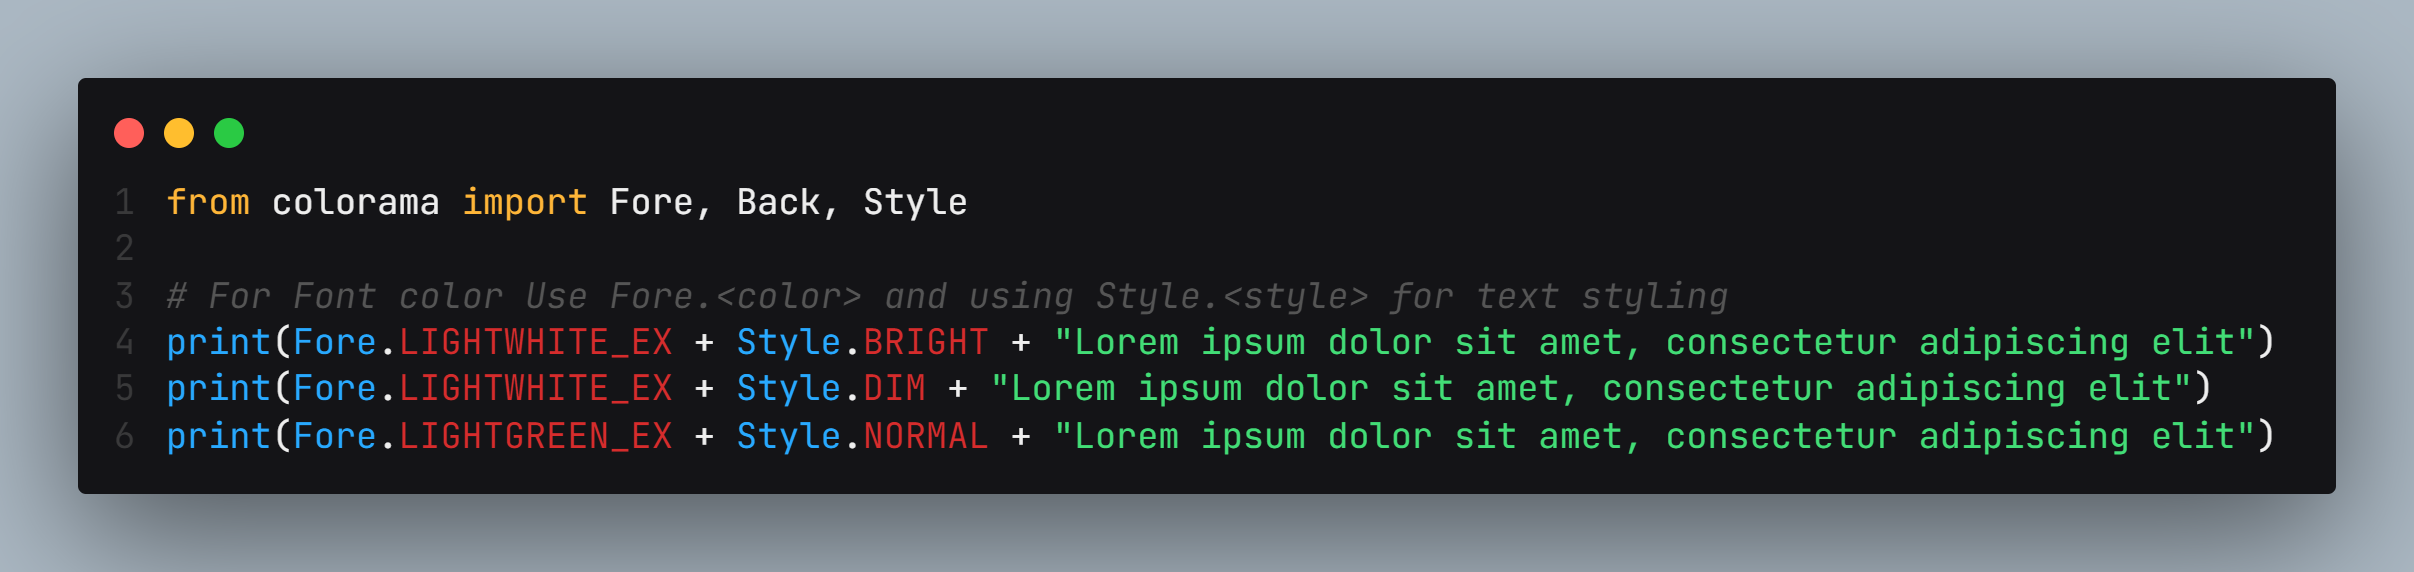 1 from colorama import Fore, Back, Style
2
3 # For Font color Use Fore.<color> and using Style.<style> for text styling
4 print(Fore.LIGHTWHITE_EX + Style.BRIGHT + "Lorem ipsum dolor sit amet, consectetur adipiscing elit")
5 print(Fore.LIGHTWHITE_EX + Style.DIM + "Lorem ipsum dolor sit amet, consectetur adipiscing elit")
6 print(Fore.LIGHTGREEN_EX + Style.NORMAL + "Lorem ipsum dolor sit amet, consectetur adipiscing elit")